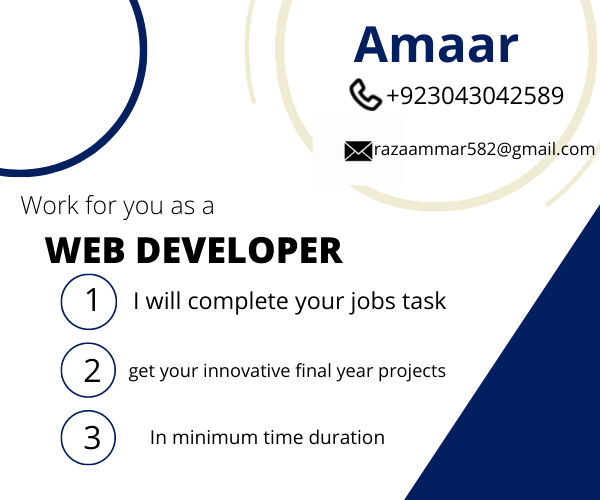 Amaar
+923043042589
razaammar582@gmail.com
Work for you as a
WEB DEVELOPER
1 I will complete your jobs task
2 get your innovative final year projects
3 In minimum time duration